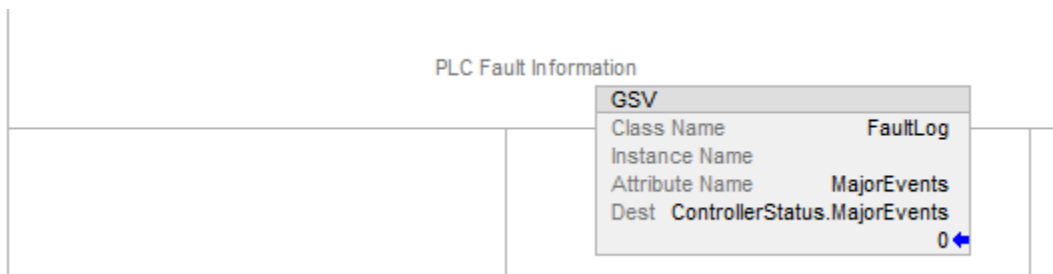 PLC Fault Information
GSV
Class Name FaultLog
Instance Name
Attribute Name MajorEvents
Dest ControllerStatus.MajorEvents
0